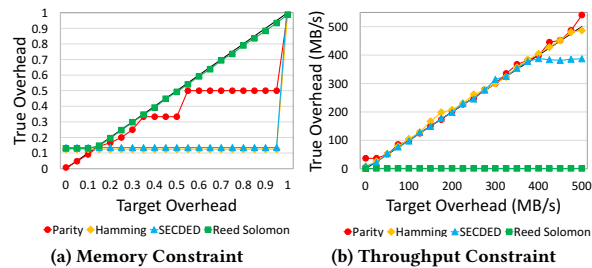 1
0.9
0.8
0.7
0.6
0.5
0.4
0.3
0.2
0.1
0
True Overhead
0 0.1 0.2 0.3 0.4 0.5 0.6 0.7 0.8 0.9 1
Target Overhead
Parity Hamming SECDED Reed Solomon
(a) Memory Constraint
500
400
300
200
100
0
True Overhead (MB/s)
0 100 200 300 400 500
Target Overhead (MB/s)
Parity Hamming SECDED Reed Solomon
(b) Throughput Constraint